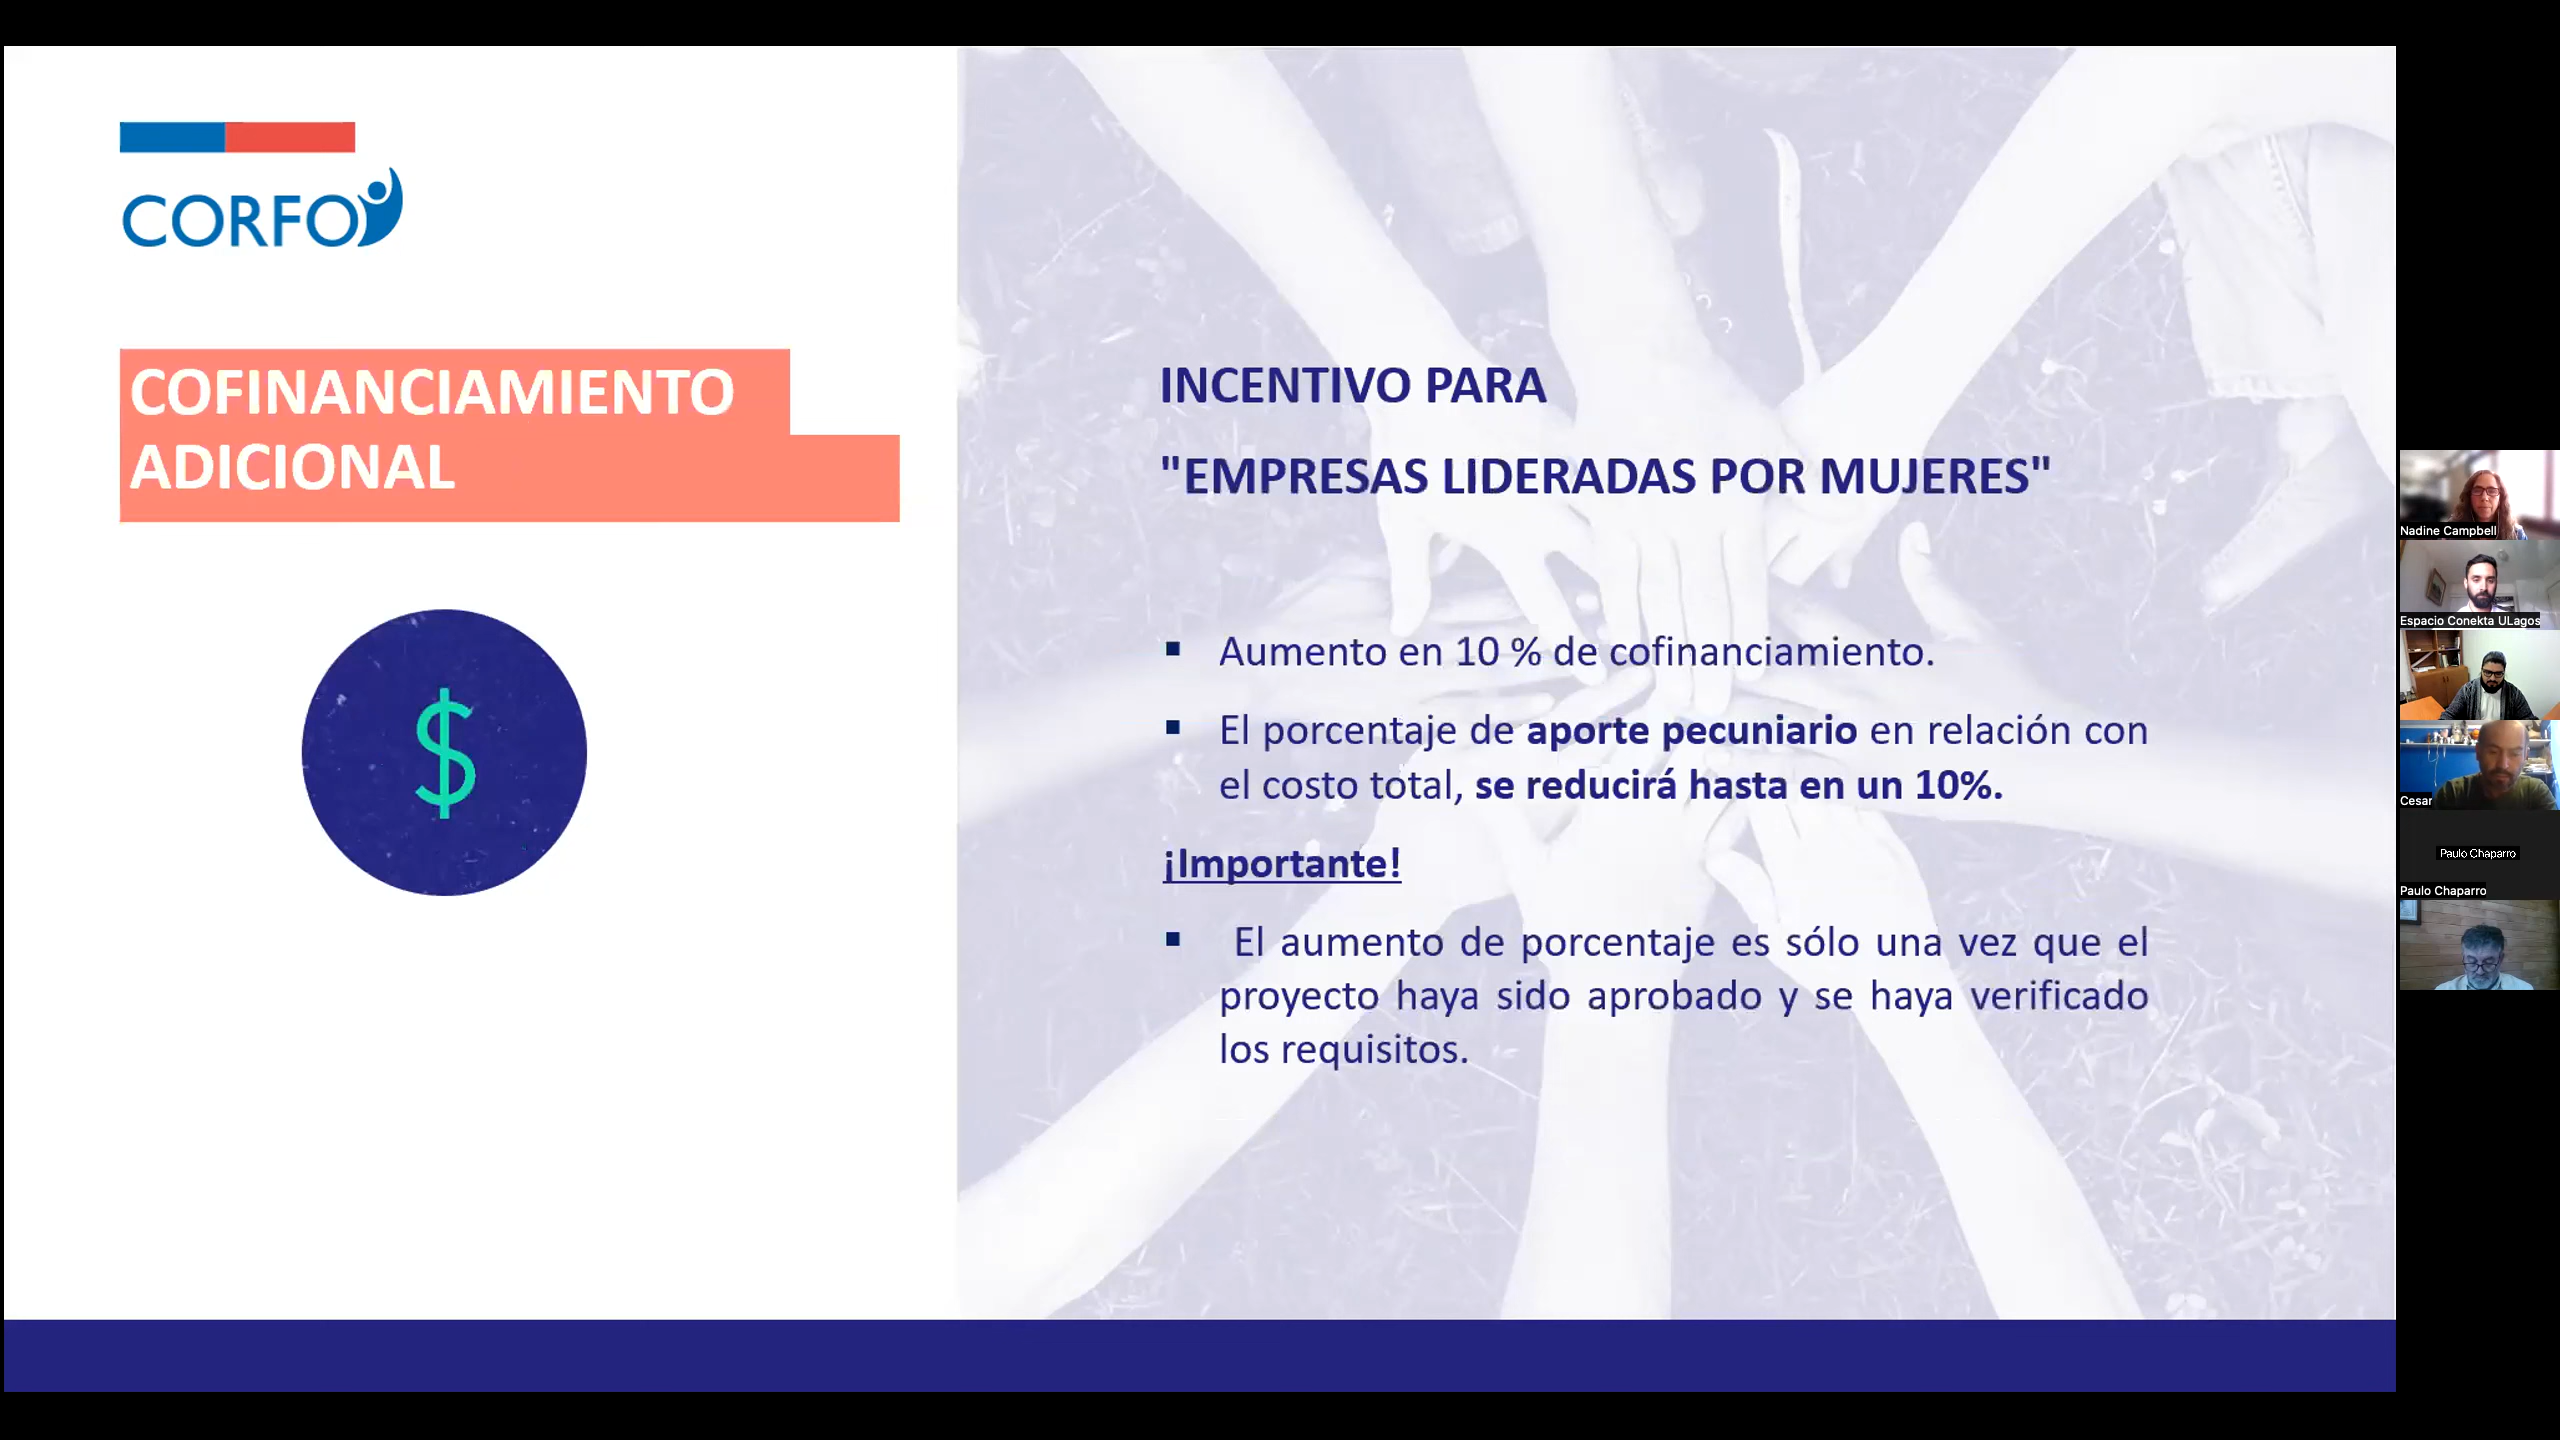 CORFO
COFINANCIAMIENTO
ADICIONAL
$
INCENTIVO PARA
"EMPRESAS LIDERADAS POR MUJERES"
▪ Aumento en 10 % de cofinanciamiento.
▪ El porcentaje de aporte pecuniario en relación con
el costo total, se reducirá hasta en un 10%.
¡Importante!
▪ El aumento de porcentaje es sólo una vez que el
proyecto haya sido aprobado y se haya verificado
los requisitos.
Nadine Campbell
Espacio Conekta ULagos
Cesar
Paulo Chaparro
Paulo Chaparro